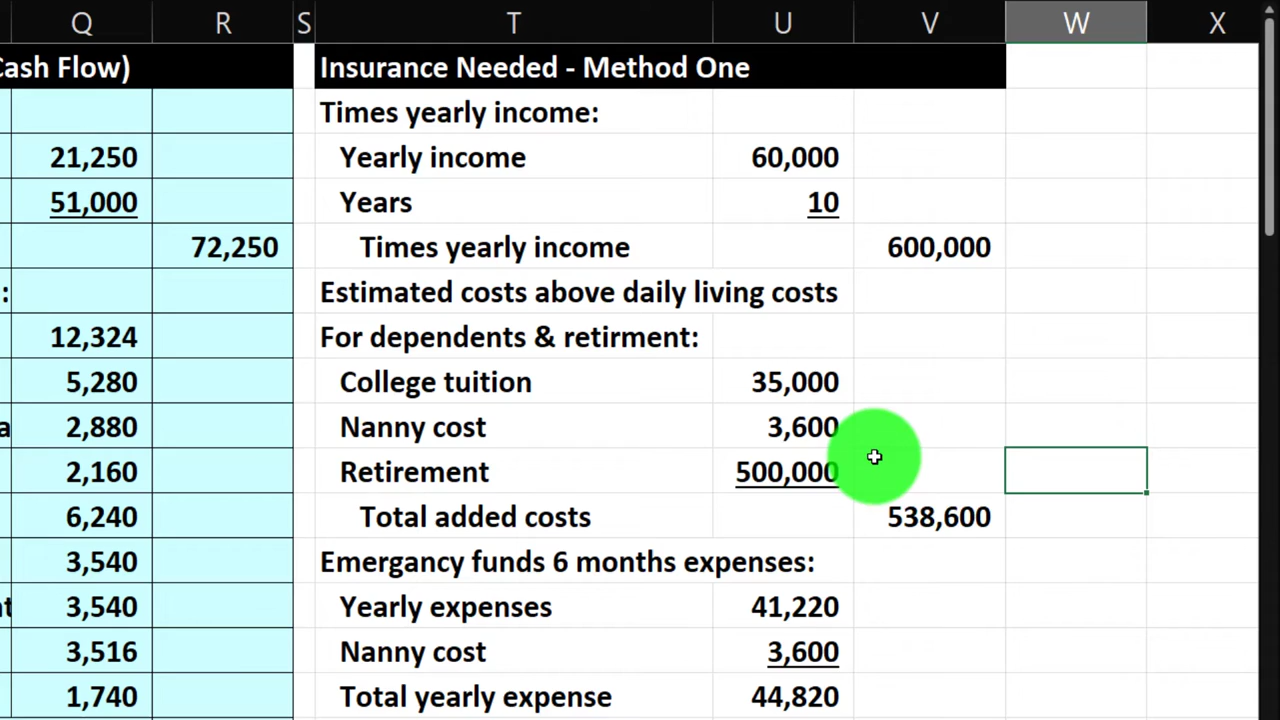 Q R S T U V W X
Cash Flow) Insurance Needed - Method One
Times yearly income:
21,250 Yearly income 60,000
51,000 Years 10
72,250 Times yearly income 600,000
: Estimated costs above daily living costs
12,324 For dependents & retirment:
5,280 College tuition 35,000
a 2,880 Nanny cost 3,600
2,160 Retirement 500,000
6,240 Total added costs 538,600
3,540 Emergancy funds 6 months expenses:
t 3,540 Yearly expenses 41,220
3,516 Nanny cost 3,600
1,740 Total yearly expense 44,820